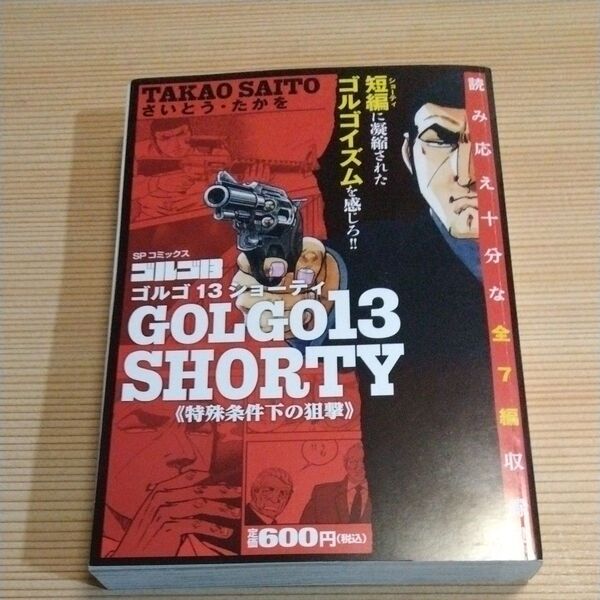 TAKAO SAITO
さいとう・たかを
短編に凝縮された
ショーティ
ゴルゴイズムを感じろ!!
読み応え十分な全7編収
SPコミックス
ゴルゴ13
ゴルゴ13ショーティ
GOLGO13
SHORTY
《特殊条件下の狙撃》
定価600円(税込)